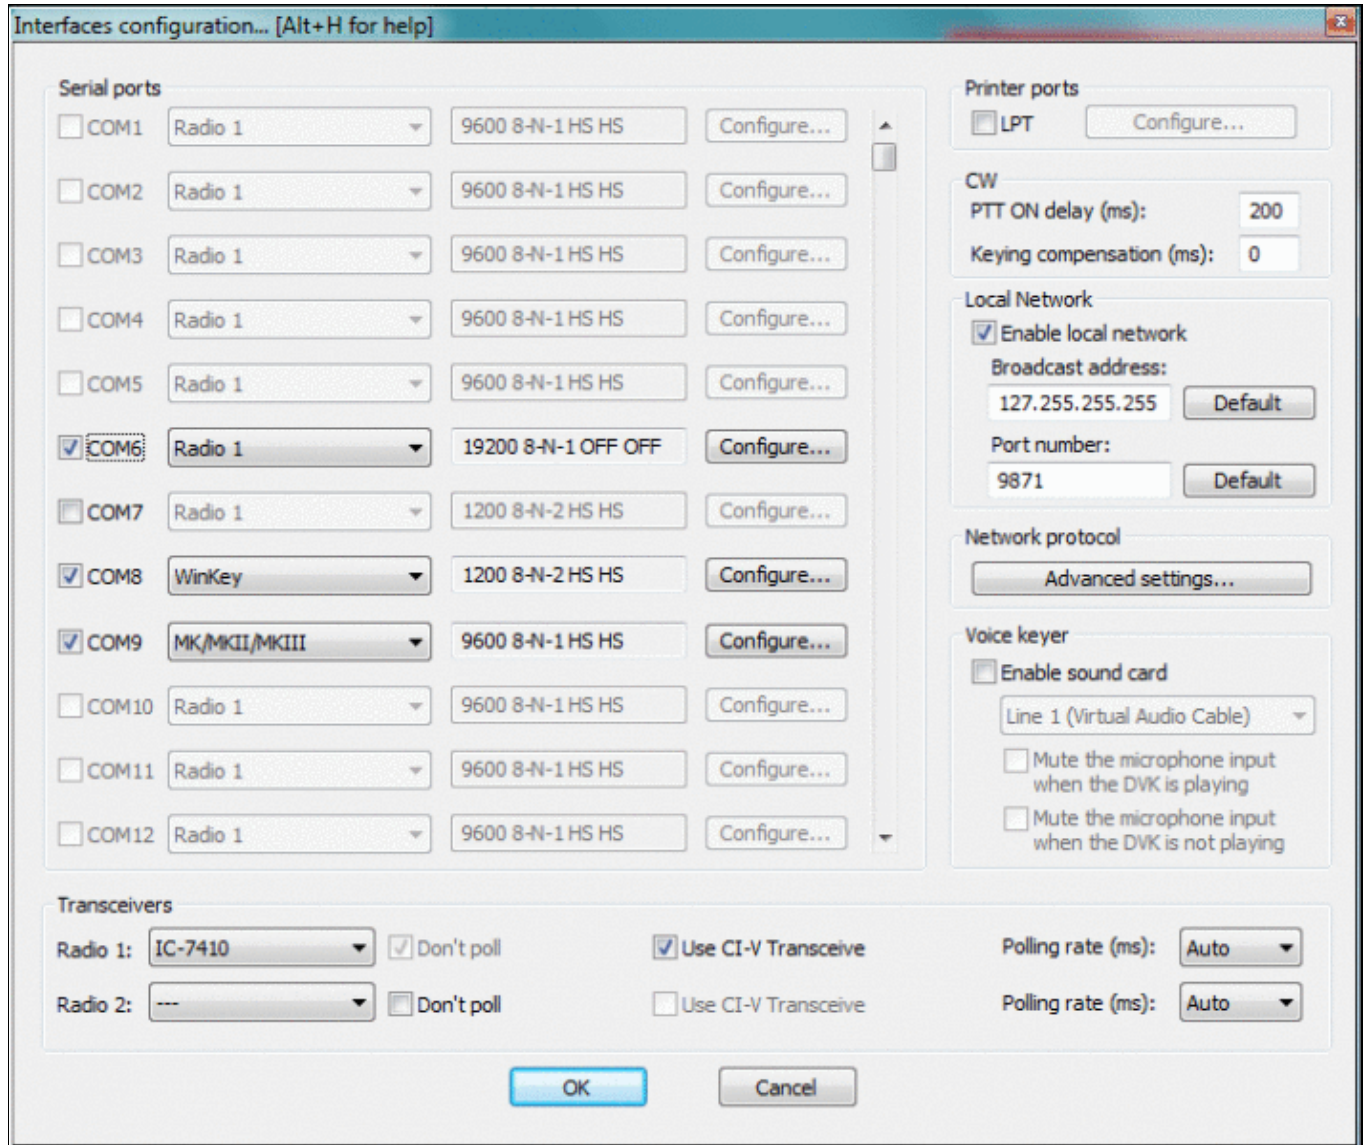 Interfaces configuration... [Alt+H for help]
Serial ports
COM1 Radio 1 9600 8-N-1 HS HS Configure...
COM2 Radio 1 9600 8-N-1 HS HS Configure...
COM3 Radio 1 9600 8-N-1 HS HS Configure...
COM4 Radio 1 9600 8-N-1 HS HS Configure...
COM5 Radio 1 9600 8-N-1 HS HS Configure...
COM6 Radio 1 19200 8-N-1 OFF OFF Configure...
COM7 Radio 1 1200 8-N-2 HS HS Configure...
COM8 WinKey 1200 8-N-2 HS HS Configure...
COM9 MK/MKII/MKIII 9600 8-N-1 HS HS Configure...
COM10 Radio 1 9600 8-N-1 HS HS Configure...
COM11 Radio 1 9600 8-N-1 HS HS Configure...
COM12 Radio 1 9600 8-N-1 HS HS Configure...
Printer ports
LPT Configure...
CW
PTT ON delay (ms): 200
Keying compensation (ms): 0
Local Network
Enable local network
Broadcast address:
127.255.255.255 Default
Port number:
9871 Default
Network protocol
Advanced settings...
Voice keyer
Enable sound card
Line 1 (Virtual Audio Cable)
Mute the microphone input
when the DVK is playing
Mute the microphone input
when the DVK is not playing
Transceivers
Radio 1: IC-7410 Don't poll Use CI-V Transceive Polling rate (ms): Auto
Radio 2: --- Don't poll Use CI-V Transceive Polling rate (ms): Auto
OK Cancel